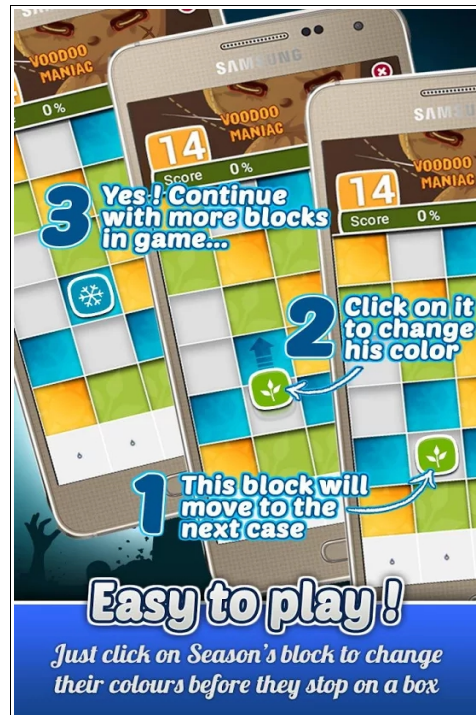 SAMSUNG
VOODOO
MANIAC
0%
SAMSUNG
VOODOO
MANIAC
14
Score 0%
VOODOO
MANIAC
14
Score 0%
3 Yes ! Continue
with more blocks
in game...
2 Click on it
to change
his color
1 This block will
move to the
next case
Easy to play !
Just click on Season's block to change
their colours before they stop on a box